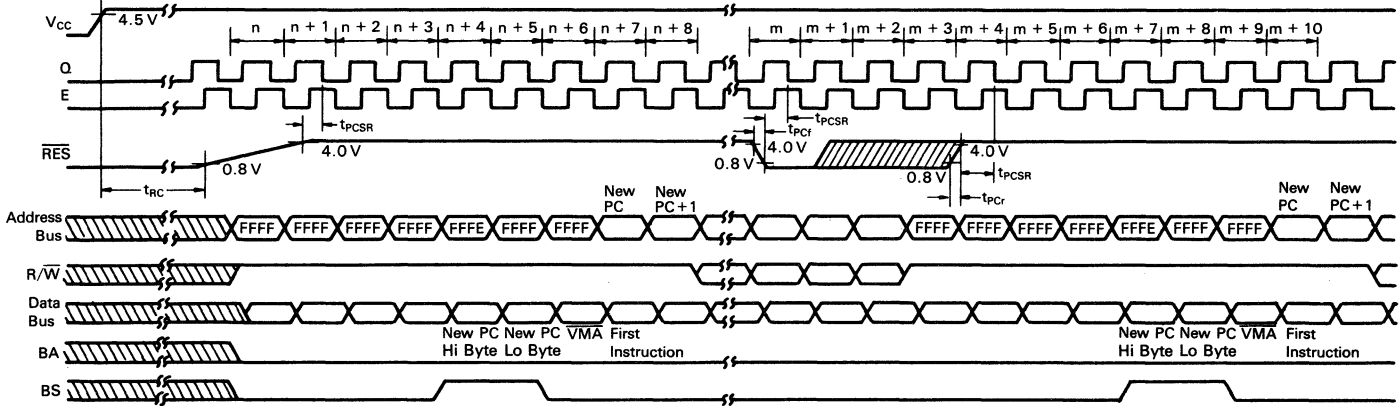 VCC
4.5 V
n n + 1 n + 2 n + 3 n + 4 n + 5 n + 6 n + 7 n + 8 m m + 1 m + 2 m + 3 m + 4 m + 5 m + 6 m + 7 m + 8 m + 9 m + 10
Q
E
tPCSR tPCf tPCSR
RES
0.8 V 4.0 V 0.8 V 4.0 V 0.8 V 4.0 V
tRC tPCSR
tPCr
New PC New PC + 1 New PC New PC + 1
Address Bus
FFFF FFFF FFFF FFFF FFFE FFFF FFFF FFFF FFFF FFFF FFFF FFFE FFFF FFFF
R/W
Data Bus
New PC Hi Byte New PC Lo Byte VMA First Instruction New PC Hi Byte New PC Lo Byte VMA First Instruction
BA
BS